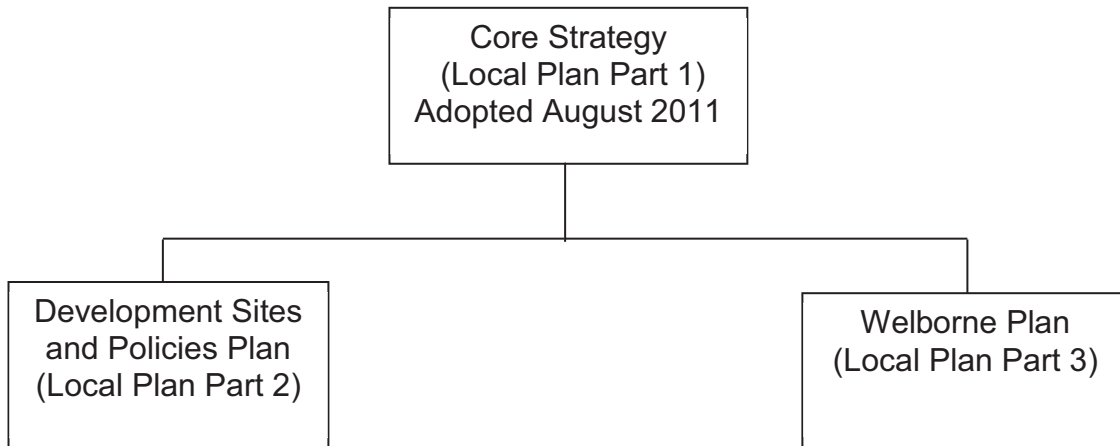 Core Strategy
(Local Plan Part 1)
Adopted August 2011
Development Sites
and Policies Plan
(Local Plan Part 2)
Welborne Plan
(Local Plan Part 3)